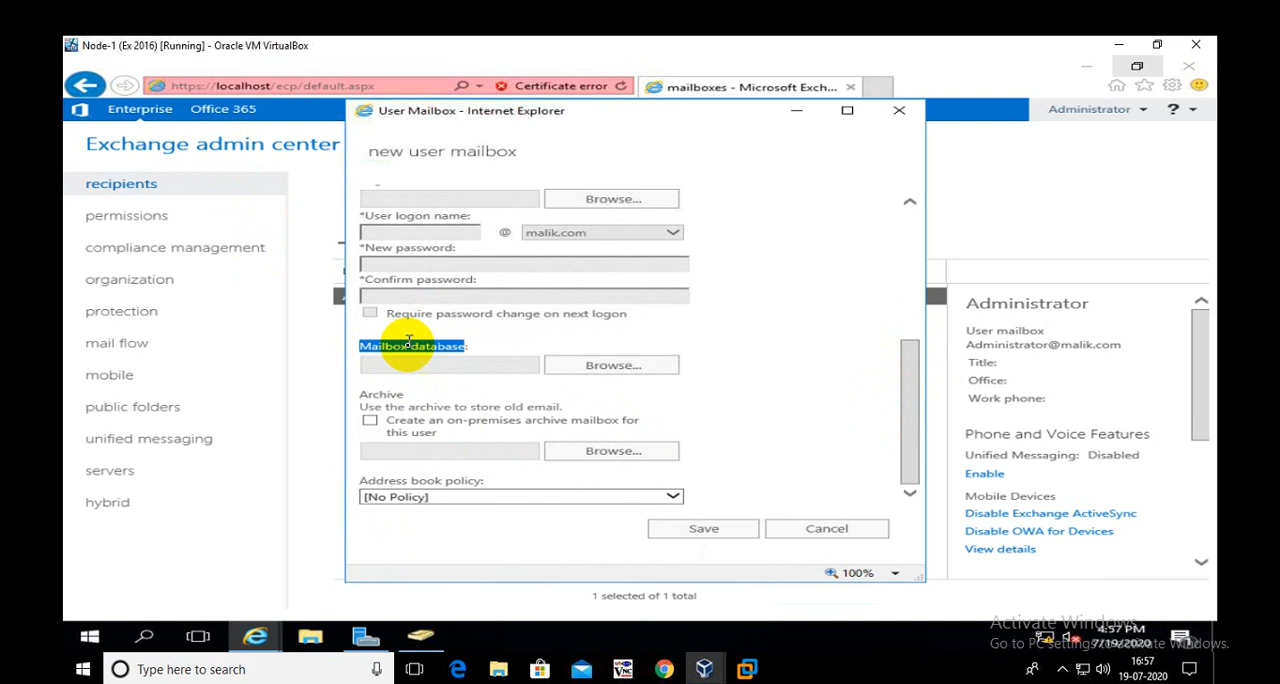 Node-1 (Ex 2016) [Running] - Oracle VM VirtualBox
https://localhost/ecp/default.aspx
Certificate error
mailboxes - Microsoft Exch...
Enterprise Office 365
Administrator ?
User Mailbox - Internet Explorer
Exchange admin center
new user mailbox
recipients
permissions
compliance management
organization
protection
mail flow
mobile
public folders
unified messaging
servers
hybrid
Browse...
*User logon name:
@ malik.com
*New password:
*Confirm password:
Require password change on next logon
Mailbox database:
Browse...
Archive
Use the archive to store old email.
Create an on-premises archive mailbox for
this user
Browse...
Address book policy:
[No Policy]
Save Cancel
100%
Administrator
User mailbox
Administrator@malik.com
Title:
Office:
Work phone:
Phone and Voice Features
Unified Messaging: Disabled
Enable
Mobile Devices
Disable Exchange ActiveSync
Disable OWA for Devices
View details
1 selected of 1 total
Activate Windows
Go to PC settings to activate Windows.
4:57 PM
7/19/2020
Type here to search
16:57
19-07-2020